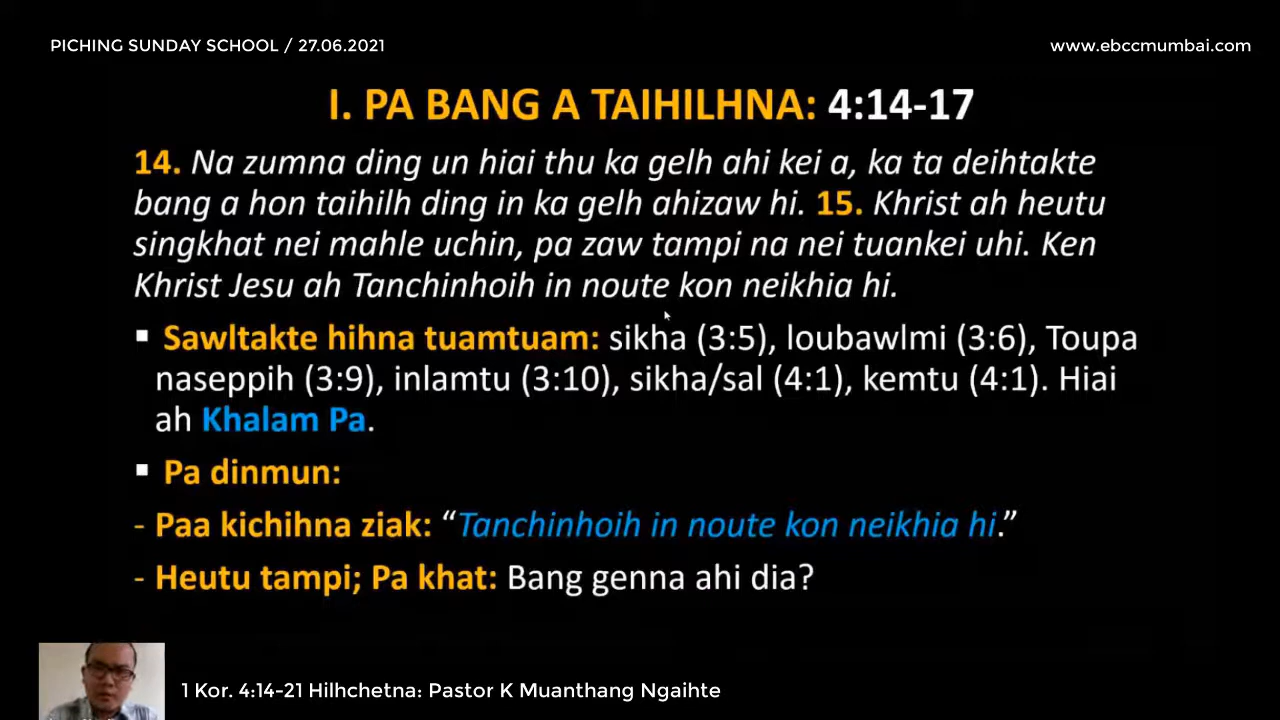 PICHING SUNDAY SCHOOL / 27.06.2021
www.ebccmumbai.com
I. PA BANG A TAIHILHNA: 4:14-17
14. Na zumna ding un hiai thu ka gelh ahi kei a, ka ta deihtakte
bang a hon taihilh ding in ka gelh ahizaw hi. 15. Khrist ah heutu
singkhat nei mahle uchin, pa zaw tampi na nei tuankei uhi. Ken
Khrist Jesu ah Tanchinhoih in noute kon neikhia hi.
▪ Sawltakte hihna tuamtuam: sikha (3:5), loubawlmi (3:6), Toupa
naseppih (3:9), inlamtu (3:10), sikha/sal (4:1), kemtu (4:1). Hiai
ah Khalam Pa.
▪ Pa dinmun:
- Paa kichihna ziak: “Tanchinhoih in noute kon neikhia hi.”
- Heutu tampi; Pa khat: Bang genna ahi dia?
1 Kor. 4:14-21 Hilhchetna: Pastor K Muanthang Ngaihte